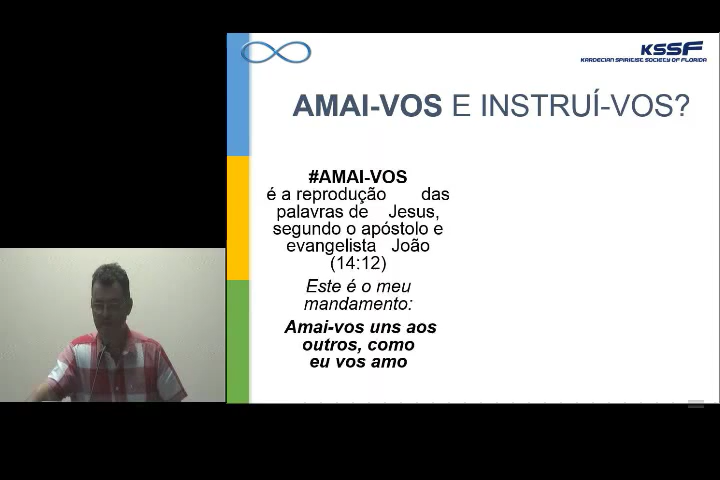 KSSF
KARDECIAN SPIRITIST SOCIETY OF FLORIDA
AMAI-VOS E INSTRUÍ-VOS?
#AMAI-VOS
é a reprodução das
palavras de Jesus,
segundo o apóstolo e
evangelista João
(14:12)
Este é o meu
mandamento:
Amai-vos uns aos
outros, como
eu vos amo